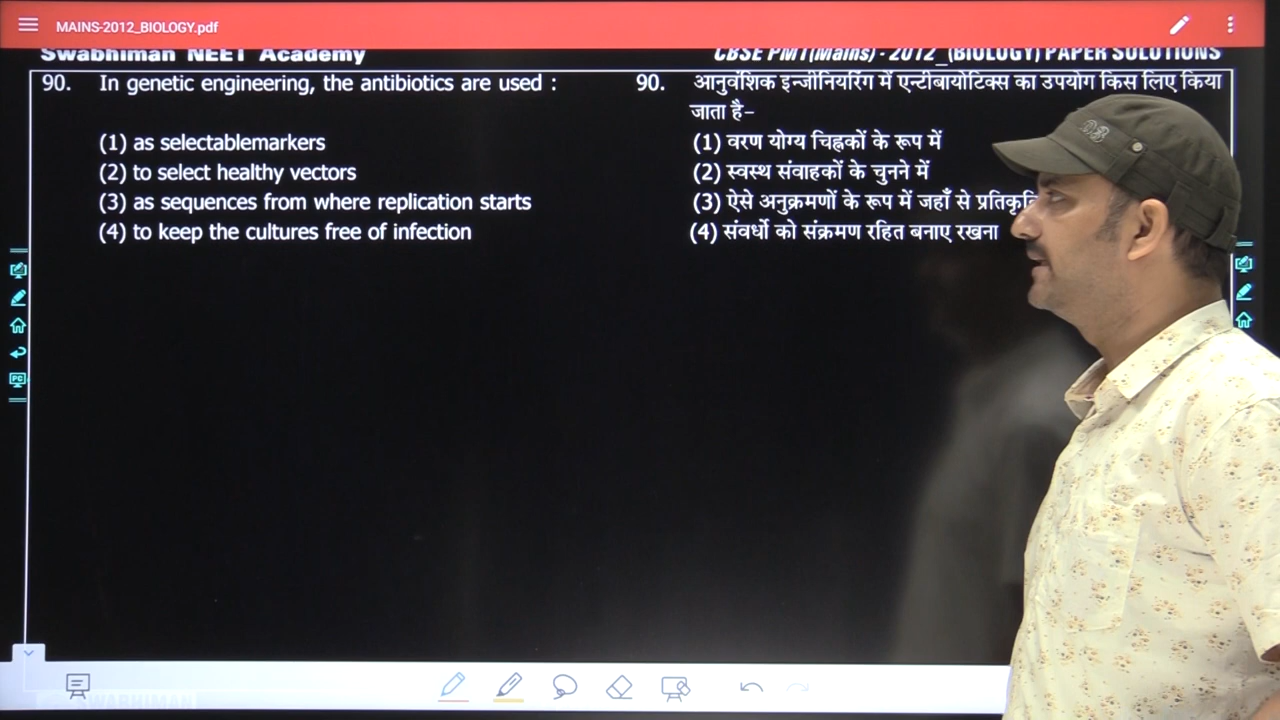 MAINS-2012_BIOLOGY.pdf
Swabhiman NEET Academy
CBSE PMT(Mains) - 2012_(BIOLOGY) PAPER SOLUTIONS
90. In genetic engineering, the antibiotics are used :
(1) as selectablemarkers
(2) to select healthy vectors
(3) as sequences from where replication starts
(4) to keep the cultures free of infection
90. आनुवंशिक इन्जीनियरिंग में एन्टीबायोटिक्स का उपयोग किस लिए किया
जाता है–
(1) वरण योग्य चिह्नकों के रूप में
(2) स्वस्थ संवाहकों के चुनने में
(3) ऐसे अनुक्रमणों के रूप में जहाँ से
(4) संवर्धो को संक्रमण रहित बनाए रखना
PC
SWABHIMAN